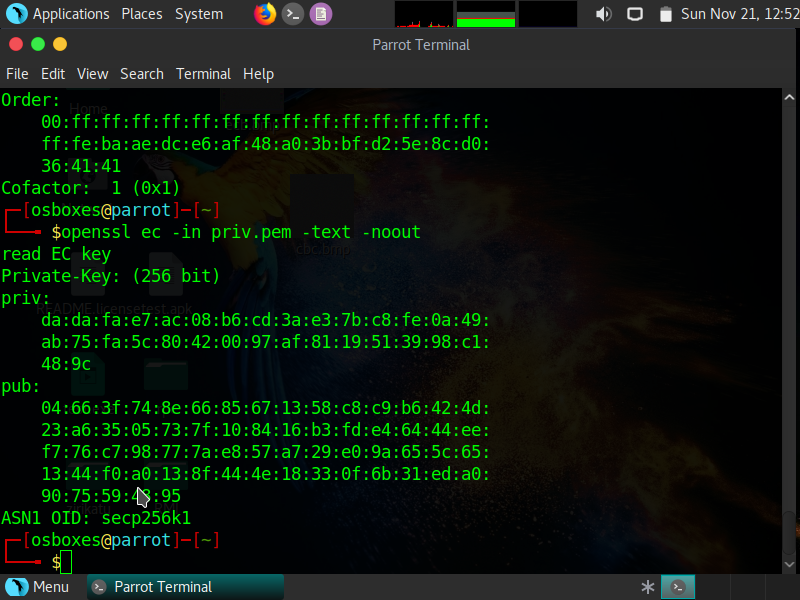 Applications Places System Sun Nov 21, 12:52
Parrot Terminal
File Edit View Search Terminal Help
Order:
00:ff:ff:ff:ff:ff:ff:ff:ff:ff:ff:ff:ff:ff:ff:
ff:fe:ba:ae:dc:e6:af:48:a0:3b:bf:d2:5e:8c:d0:
36:41:41
Cofactor:  1 (0x1)
[osboxes@parrot]─[~]
$openssl ec -in priv.pem -text -noout
read EC key
Private-Key: (256 bit)
priv:
da:da:fa:e7:ac:08:b6:cd:3a:e3:7b:c8:fe:0a:49:
ab:75:fa:5c:80:42:00:97:af:81:19:51:39:98:c1:
48:9c
pub:
04:66:3f:74:8e:66:85:67:13:58:c8:c9:b6:42:4d:
23:a6:35:05:73:7f:10:84:16:b3:fd:e4:64:44:ee:
f7:76:c7:98:77:7a:e8:57:a7:29:e0:9a:65:5c:65:
13:44:f0:a0:13:8f:44:4e:18:33:0f:6b:31:ed:a0:
90:75:59: :95
ASN1 OID: secp256k1
[osboxes@parrot]─[~]
$
Menu Parrot Terminal